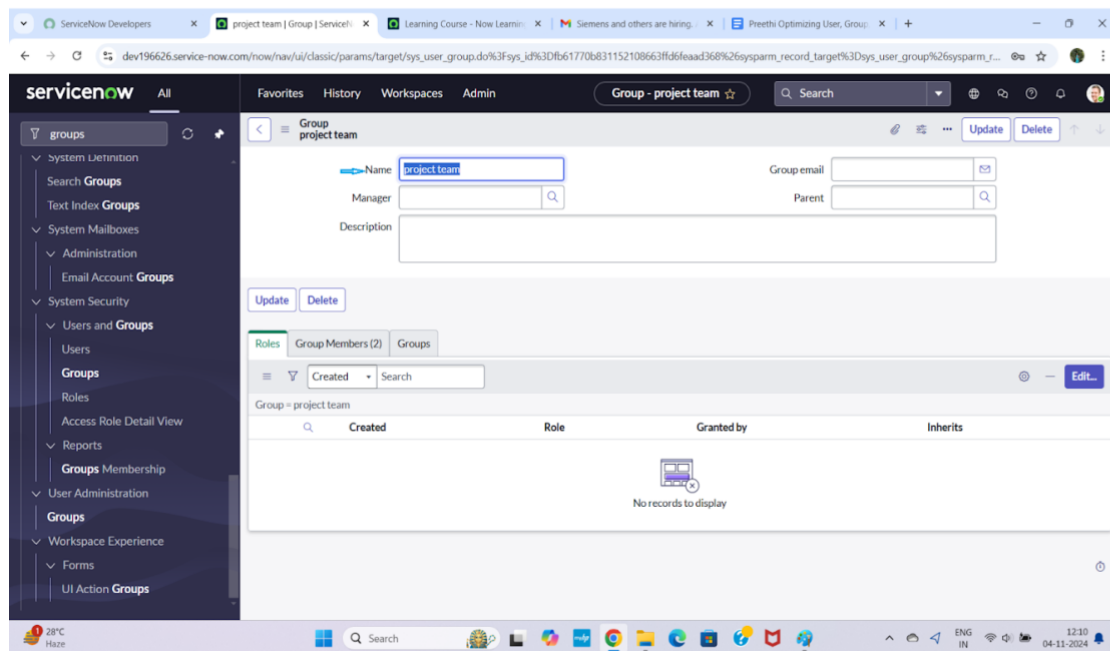 ServiceNow Developers
project team | Group | ServiceN
Learning Course - Now Learnin
Siemens and others are hiring.
Preethi Optimizing User, Group
dev196626.service-now.com/now/nav/ui/classic/params/target/sys_user_group.do%3Fsys_id%3Dfb61770b831152108663ffd6feaad368%26sysparm_record_target%3Dsys_user_group%26sysparm_r...
servicenow All Favorites History Workspaces Admin Group - project team Search
groups
System Definition
Search Groups
Text Index Groups
System Mailboxes
Administration
Email Account Groups
System Security
Users and Groups
Users
Groups
Roles
Access Role Detail View
Reports
Groups Membership
User Administration
Groups
Workspace Experience
Forms
UI Action Groups
Group
project team
Update Delete
Name project team Group email
Manager Parent
Description
Update Delete
Roles Group Members (2) Groups
Created Search Edit...
Group = project team
Created Role Granted by Inherits
No records to display
1 28°C
Haze
Search
ENG
IN
12:10
04-11-2024